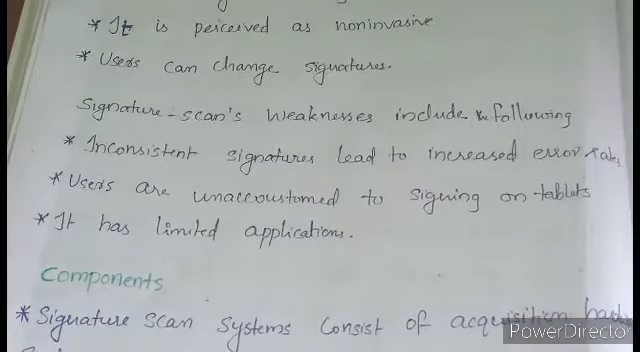 * It is perceived as noninvasive
* Users can change signatures.
Signature-scan's weaknesses include the following
* Inconsistent signatures lead to increased error rates
* Users are unaccustomed to signing on tablets
* It has limited applications.
Components
* Signature scan systems consist of acquisition
PowerDirecto